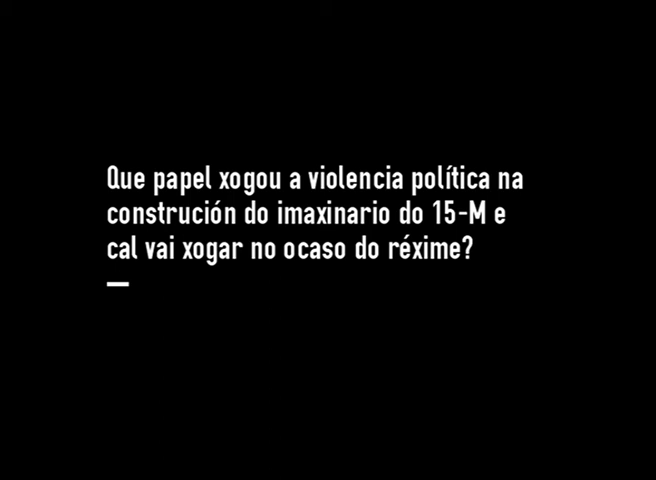 Que papel xogou a violencia política na
construción do imaxinario do 15-M e
cal vai xogar no ocaso do réxime?